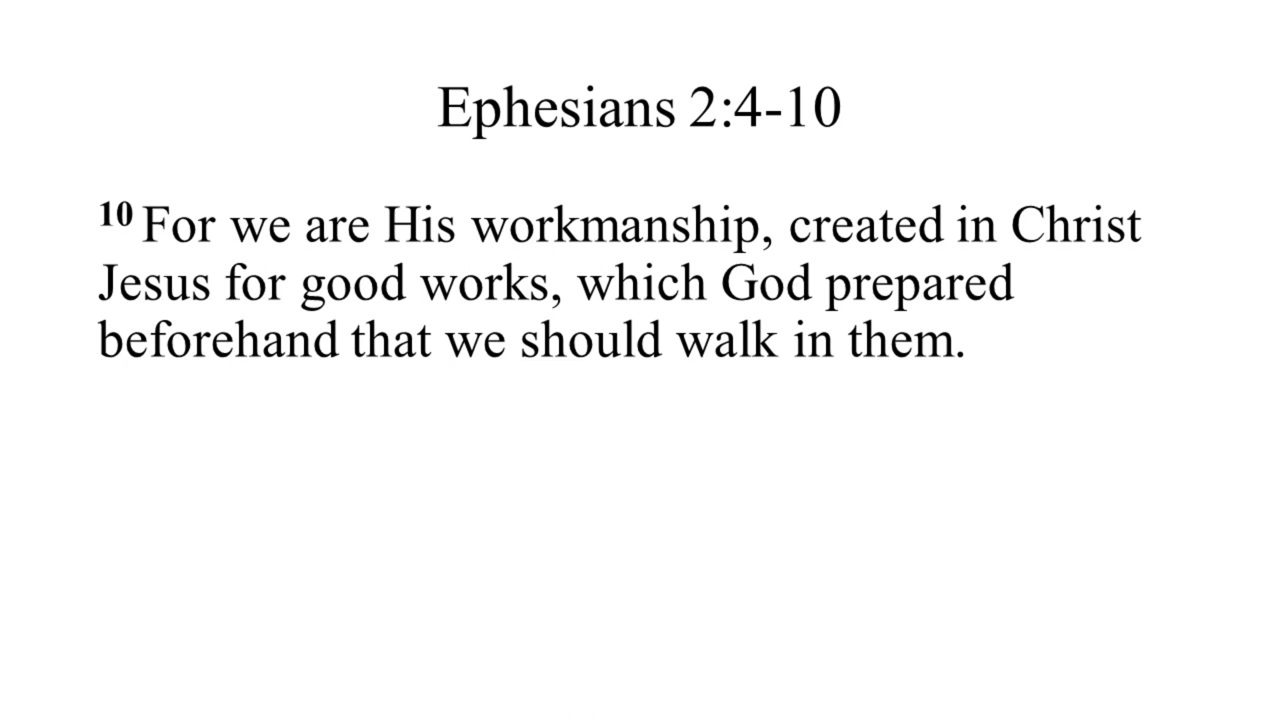 Ephesians 2:4-10
10 For we are His workmanship, created in Christ
Jesus for good works, which God prepared
beforehand that we should walk in them.